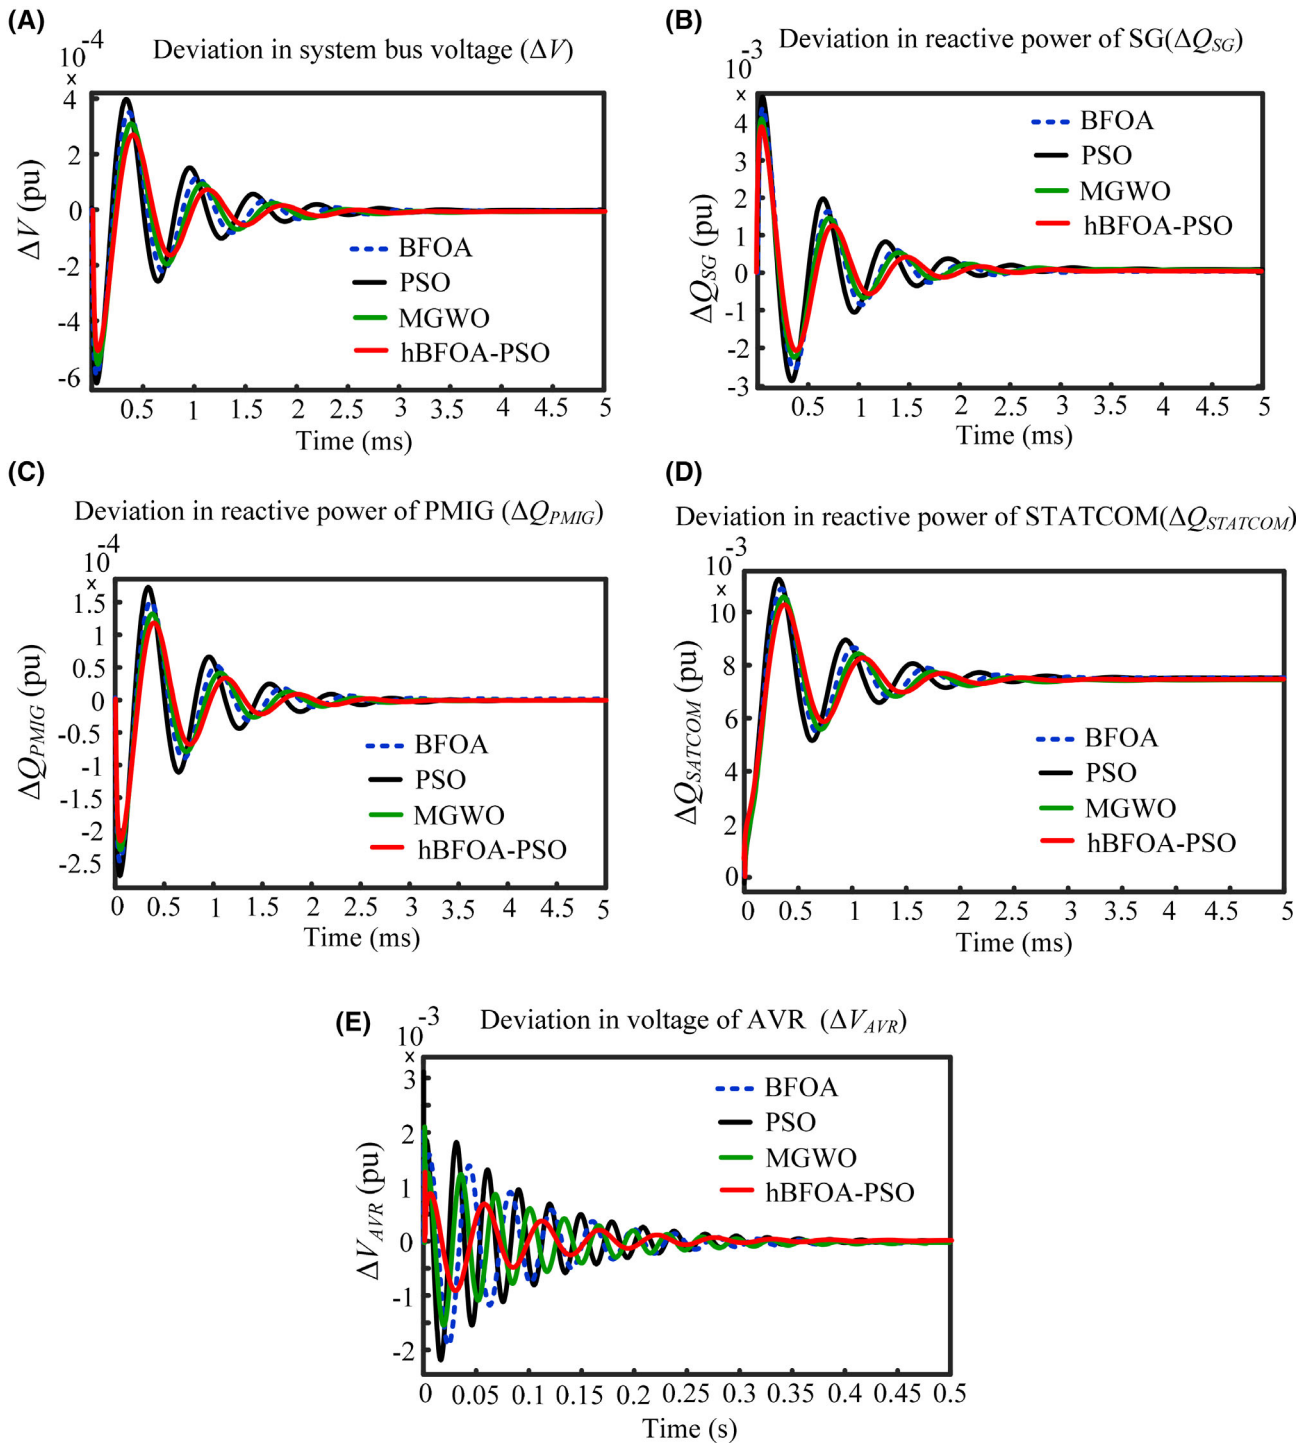 (A)
10-4
x
Deviation in system bus voltage (ΔV)
4
2
0
-2
-4
-6
ΔV (pu)
BFOA
PSO
MGWO
hBFOA-PSO
0.5 1 1.5 2 2.5 3 3.5 4 4.5 5
Time (ms)
(B)
Deviation in reactive power of SG(ΔQSG)
10-3
x
4
3
2
1
0
-1
-2
-3
ΔQSG (pu)
BFOA
PSO
MGWO
hBFOA-PSO
0.5 1 1.5 2 2.5 3 3.5 4 4.5 5
Time (ms)
(C)
Deviation in reactive power of PMIG (ΔQPMIG)
10-4
x
1.5
1
0.5
0
-0.5
-1
-1.5
-2
-2.5
ΔQPMIG (pu)
BFOA
PSO
MGWO
hBFOA-PSO
0 0.5 1 1.5 2 2.5 3 3.5 4 4.5 5
Time (ms)
(D)
Deviation in reactive power of STATCOM(ΔQSTATCOM)
10-3
x
10
8
6
4
2
0
ΔQSATCOM (pu)
BFOA
PSO
MGWO
hBFOA-PSO
0 0.5 1 1.5 2 2.5 3 3.5 4 4.5 5
Time (ms)
(E)
Deviation in voltage of AVR (ΔVAVR)
10-3
x
3
2
1
0
-1
-2
ΔVAVR (pu)
BFOA
PSO
MGWO
hBFOA-PSO
0 0.05 0.1 0.15 0.2 0.25 0.3 0.35 0.4 0.45 0.5
Time (s)